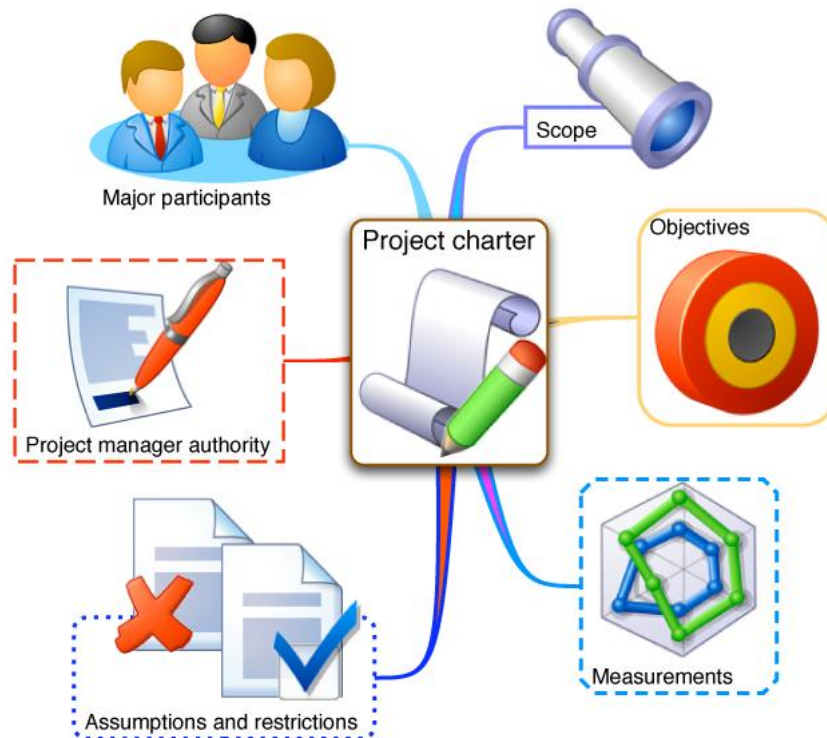 Major participants
Scope
Project charter
Objectives
Project manager authority
Measurements
Assumptions and restrictions